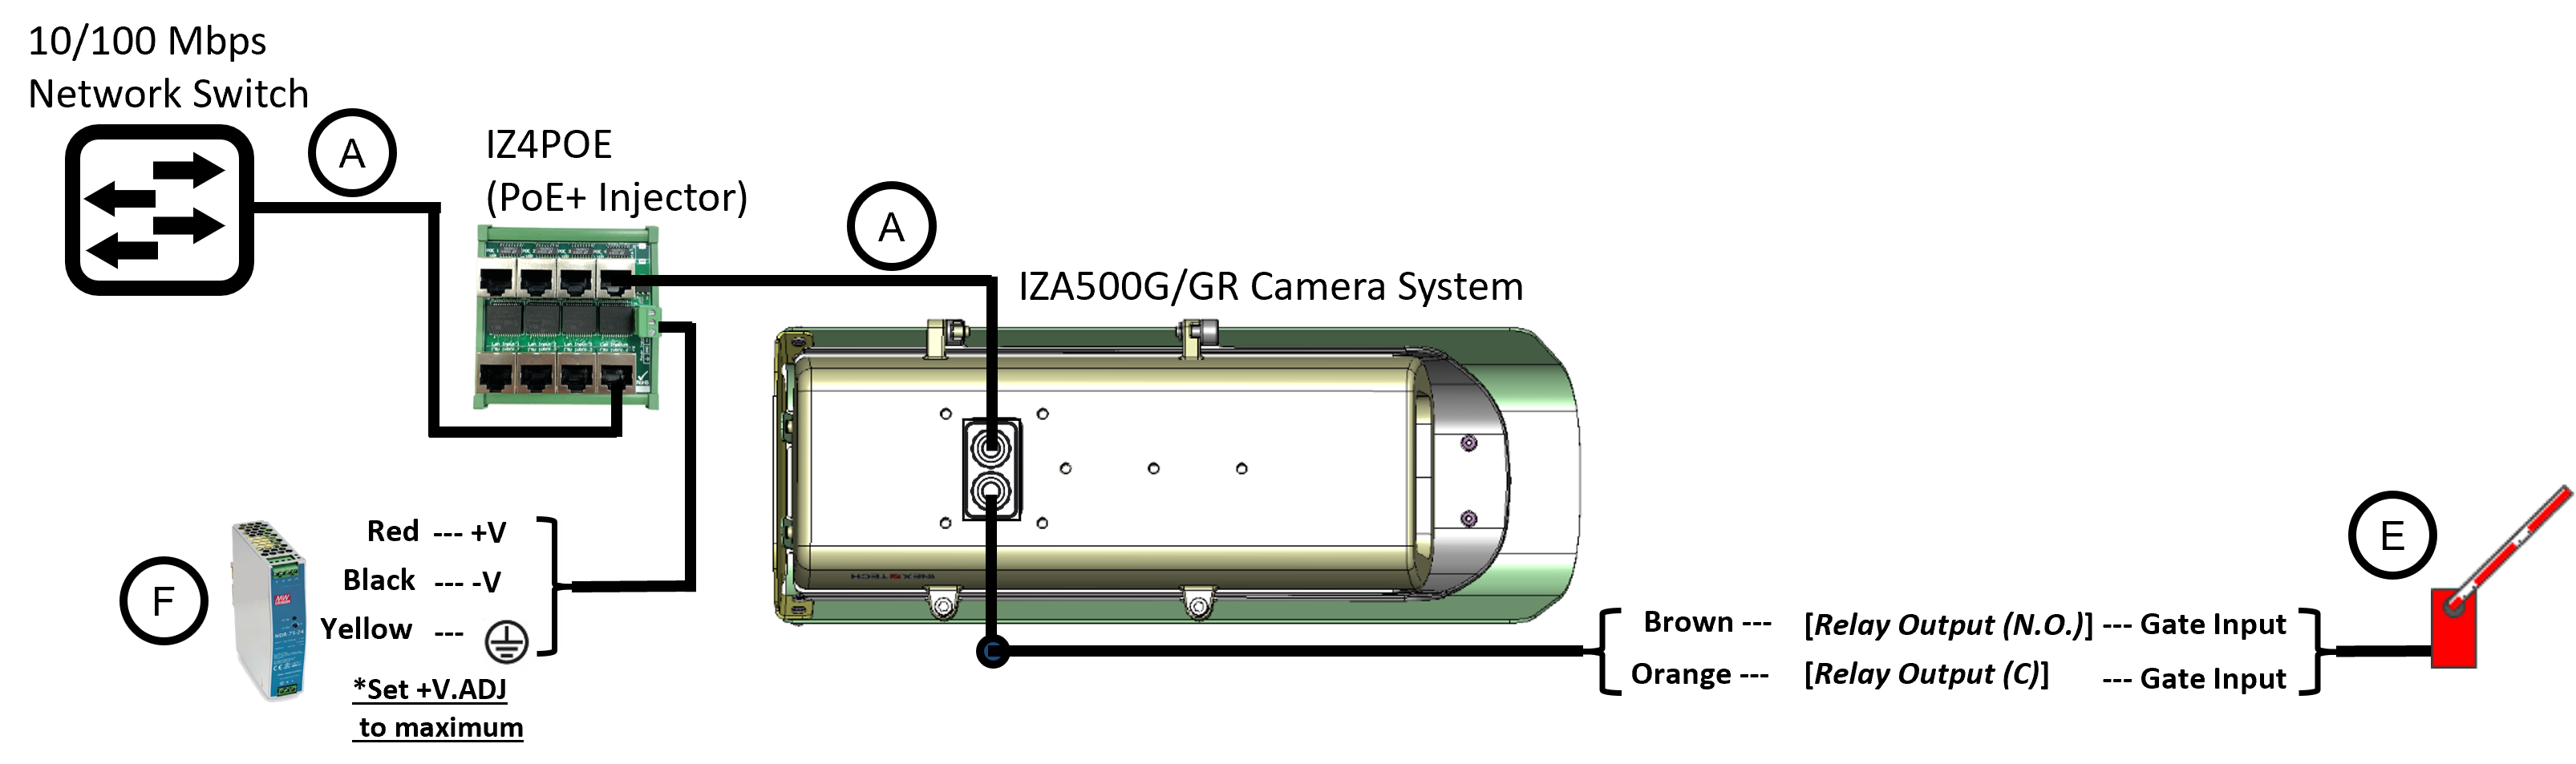 10/100 Mbps
Network Switch
A
IZ4POE
(PoE+ Injector)
A
IZA500G/GR Camera System
F
Red --- +V
Black --- -V
Yellow ---
*Set +V.ADJ
to maximum
E
Brown --- [Relay Output (N.O.)] --- Gate Input
Orange --- [Relay Output (C)] --- Gate Input